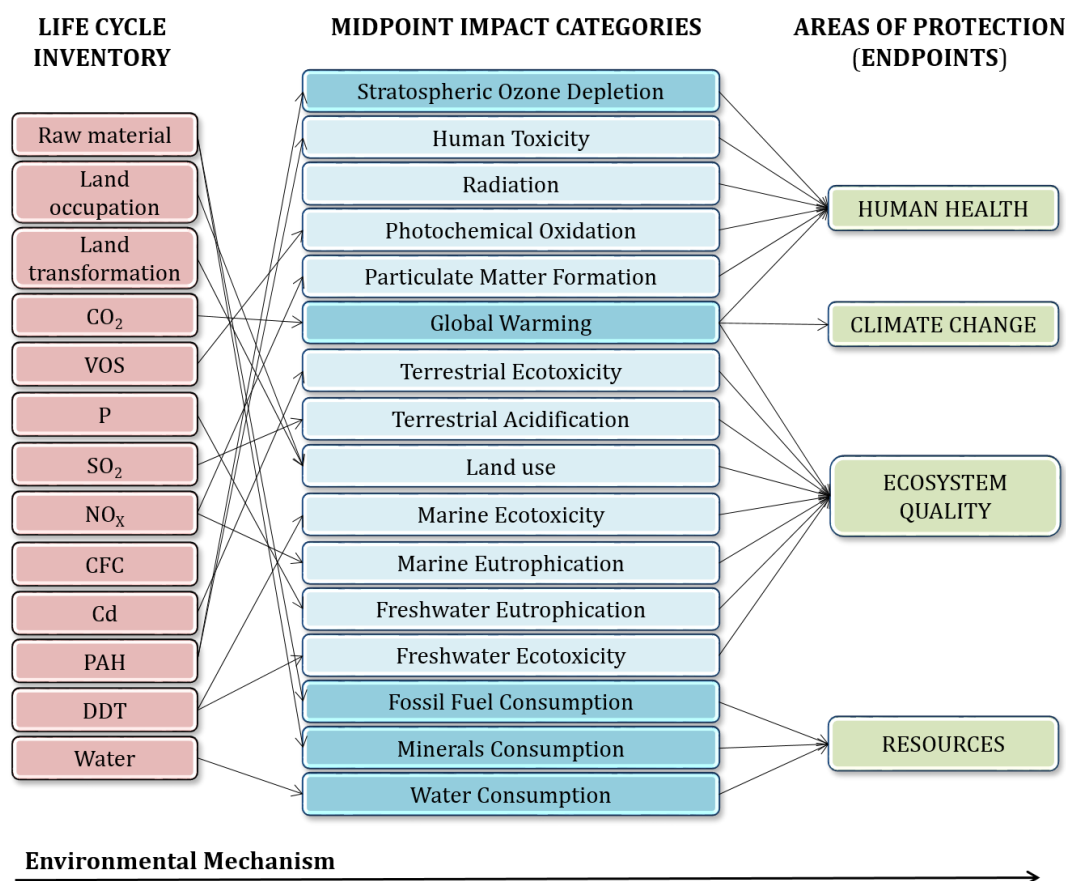 LIFE CYCLE
INVENTORY
MIDPOINT IMPACT CATEGORIES
AREAS OF PROTECTION
(ENDPOINTS)
Raw material
Land
occupation
Land
transformation
CO₂
VOS
P
SO₂
NOₓ
CFC
Cd
PAH
DDT
Water
Stratospheric Ozone Depletion
Human Toxicity
Radiation
Photochemical Oxidation
Particulate Matter Formation
Global Warming
Terrestrial Ecotoxicity
Terrestrial Acidification
Land use
Marine Ecotoxicity
Marine Eutrophication
Freshwater Eutrophication
Freshwater Ecotoxicity
Fossil Fuel Consumption
Minerals Consumption
Water Consumption
HUMAN HEALTH
CLIMATE CHANGE
ECOSYSTEM
QUALITY
RESOURCES
Environmental Mechanism